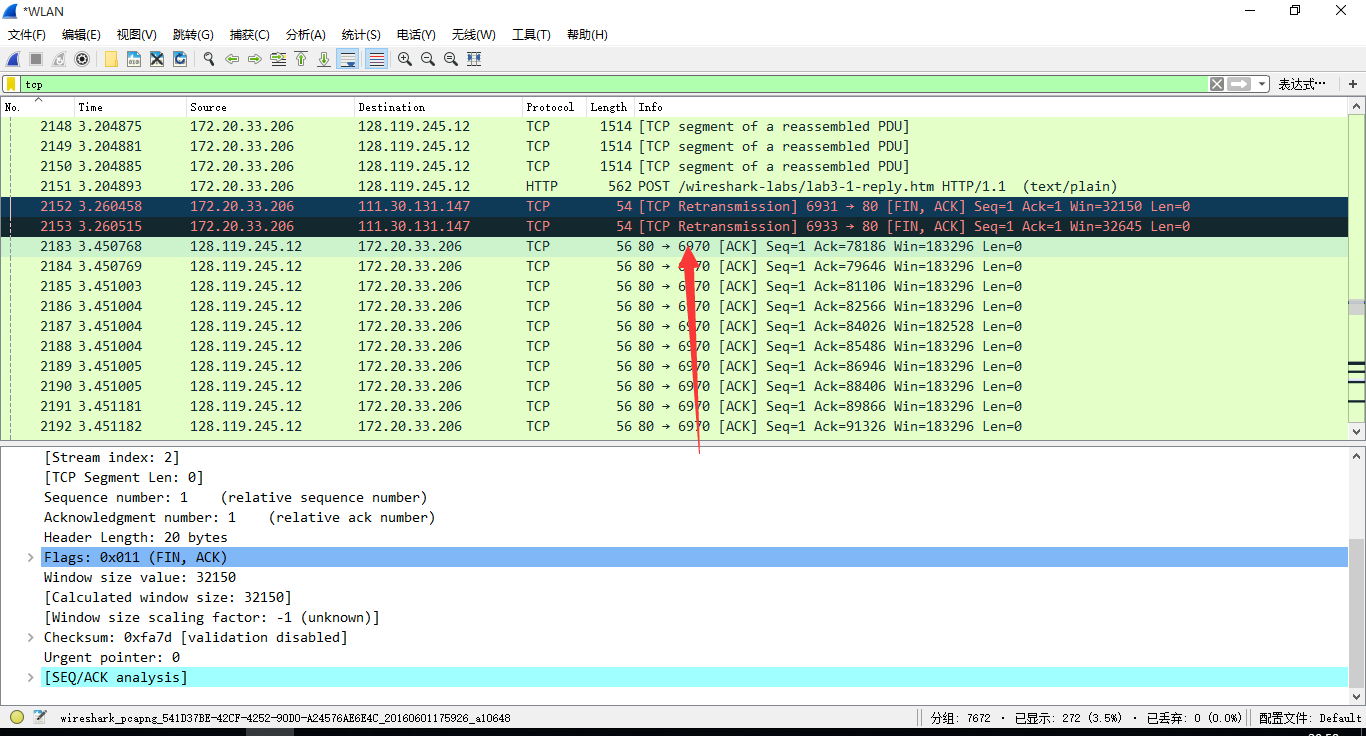 *WLAN
文件(F) 编辑(E) 视图(V) 跳转(G) 捕获(C) 分析(A) 统计(S) 电话(Y) 无线(W) 工具(T) 帮助(H)
tcp 表达式… +
No. Time Source Destination Protocol Length Info
2148 3.204875 172.20.33.206 128.119.245.12 TCP 1514 [TCP segment of a reassembled PDU]
2149 3.204881 172.20.33.206 128.119.245.12 TCP 1514 [TCP segment of a reassembled PDU]
2150 3.204885 172.20.33.206 128.119.245.12 TCP 1514 [TCP segment of a reassembled PDU]
2151 3.204893 172.20.33.206 128.119.245.12 HTTP 562 POST /wireshark-labs/lab3-1-reply.htm HTTP/1.1 (text/plain)
2152 3.260458 172.20.33.206 111.30.131.147 TCP 54 [TCP Retransmission] 6931 → 80 [FIN, ACK] Seq=1 Ack=1 Win=32150 Len=0
2153 3.260515 172.20.33.206 111.30.131.147 TCP 54 [TCP Retransmission] 6933 → 80 [FIN, ACK] Seq=1 Ack=1 Win=32645 Len=0
2183 3.450768 128.119.245.12 172.20.33.206 TCP 56 80 → 6970 [ACK] Seq=1 Ack=78186 Win=183296 Len=0
2184 3.450769 128.119.245.12 172.20.33.206 TCP 56 80 → 6970 [ACK] Seq=1 Ack=79646 Win=183296 Len=0
2185 3.451003 128.119.245.12 172.20.33.206 TCP 56 80 → 6970 [ACK] Seq=1 Ack=81106 Win=183296 Len=0
2186 3.451004 128.119.245.12 172.20.33.206 TCP 56 80 → 6970 [ACK] Seq=1 Ack=82566 Win=183296 Len=0
2187 3.451004 128.119.245.12 172.20.33.206 TCP 56 80 → 6970 [ACK] Seq=1 Ack=84026 Win=182528 Len=0
2188 3.451004 128.119.245.12 172.20.33.206 TCP 56 80 → 6970 [ACK] Seq=1 Ack=85486 Win=183296 Len=0
2189 3.451005 128.119.245.12 172.20.33.206 TCP 56 80 → 6970 [ACK] Seq=1 Ack=86946 Win=183296 Len=0
2190 3.451005 128.119.245.12 172.20.33.206 TCP 56 80 → 6970 [ACK] Seq=1 Ack=88406 Win=183296 Len=0
2191 3.451181 128.119.245.12 172.20.33.206 TCP 56 80 → 6970 [ACK] Seq=1 Ack=89866 Win=183296 Len=0
2192 3.451182 128.119.245.12 172.20.33.206 TCP 56 80 → 6970 [ACK] Seq=1 Ack=91326 Win=183296 Len=0
[Stream index: 2]
[TCP Segment Len: 0]
Sequence number: 1 (relative sequence number)
Acknowledgment number: 1 (relative ack number)
Header Length: 20 bytes
Flags: 0x011 (FIN, ACK)
Window size value: 32150
[Calculated window size: 32150]
[Window size scaling factor: -1 (unknown)]
Checksum: 0xfa7d [validation disabled]
Urgent pointer: 0
[SEQ/ACK analysis]
wireshark_pcapng_541D37BE-42CF-4252-90D0-A24576AE6E4C_20160601175926_a10648 分组: 7672 · 已显示: 272 (3.5%) · 已丢弃: 0 (0.0%) 配置文件: Default